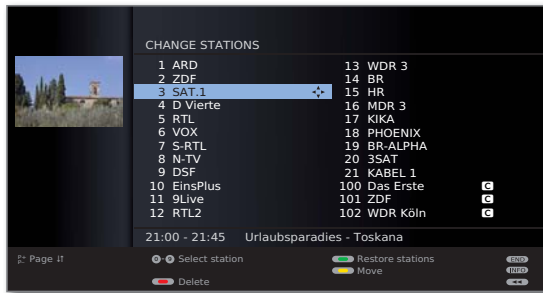 CHANGE STATIONS
1 ARD
2 ZDF
3 SAT.1
4 D Vierte
5 RTL
6 VOX
7 S-RTL
8 N-TV
9 DSF
10 EinsPlus
11 9Live
12 RTL2
13 WDR 3
14 BR
15 HR
16 MDR 3
17 KIKA
18 PHOENIX
19 BR-ALPHA
20 3SAT
21 KABEL 1
100 Das Erste C
101 ZDF C
102 WDR Köln C
21:00 - 21:45 Urlaubsparadies - Toskana
P+ P- Page
0-9 Select station
Delete
Restore stations
Move
END
INFO